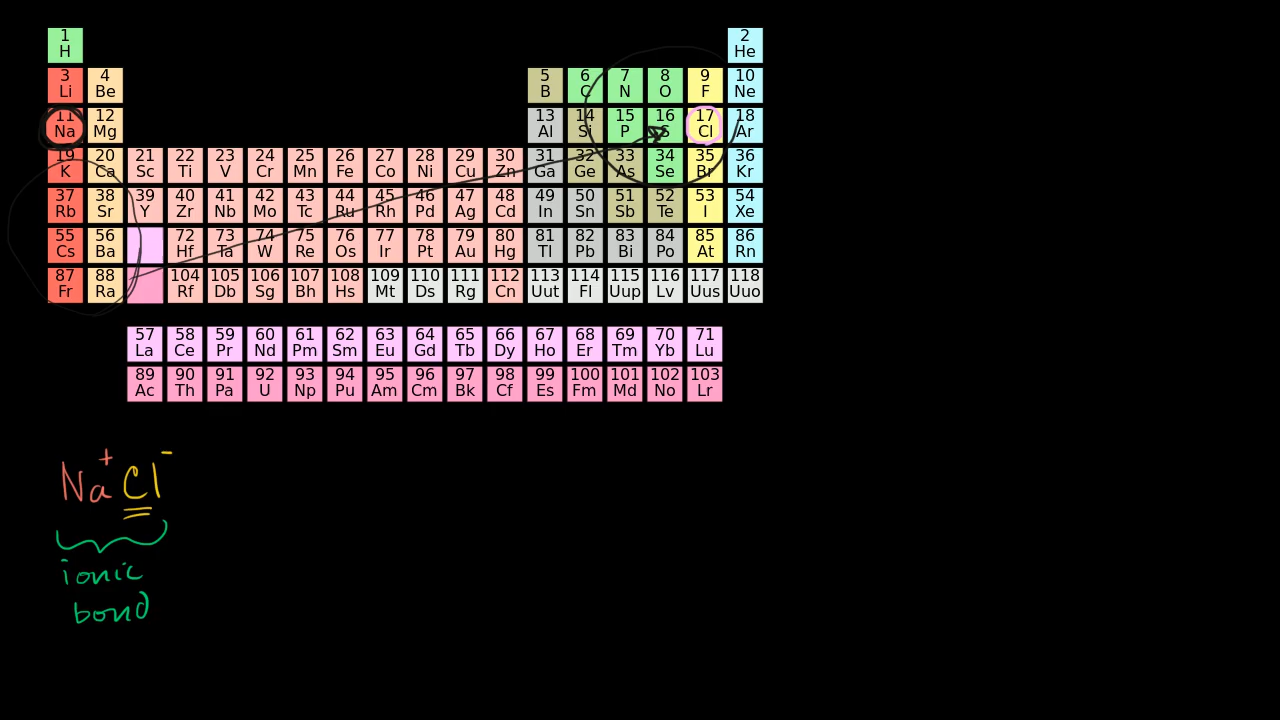 1 2
H He
3 4 5 6 7 8 9 10
Li Be B C N O F Ne
11 12 13 14 15 16 17 18
Na Mg Al Si P S Cl Ar
19 20 21 22 23 24 25 26 27 28 29 30 31 32 33 34 35 36
K Ca Sc Ti V Cr Mn Fe Co Ni Cu Zn Ga Ge As Se Br Kr
37 38 39 40 41 42 43 44 45 46 47 48 49 50 51 52 53 54
Rb Sr Y Zr Nb Mo Tc Ru Rh Pd Ag Cd In Sn Sb Te I Xe
55 56 72 73 74 75 76 77 78 79 80 81 82 83 84 85 86
Cs Ba Hf Ta W Re Os Ir Pt Au Hg Tl Pb Bi Po At Rn
87 88 104 105 106 107 108 109 110 111 112 113 114 115 116 117 118
Fr Ra Rf Db Sg Bh Hs Mt Ds Rg Cn Uut Fl Uup Lv Uus Uuo
57 58 59 60 61 62 63 64 65 66 67 68 69 70 71
La Ce Pr Nd Pm Sm Eu Gd Tb Dy Ho Er Tm Yb Lu
89 90 91 92 93 94 95 96 97 98 99 100 101 102 103
Ac Th Pa U Np Pu Am Cm Bk Cf Es Fm Md No Lr
Na⁺Cl⁻
ionic
bond